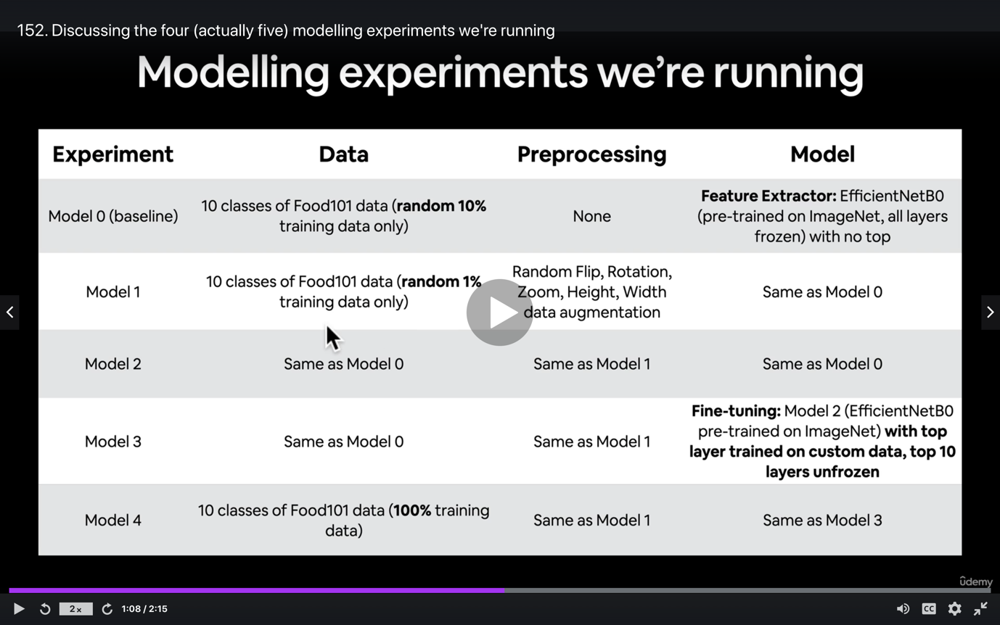 152. Discussing the four (actually five) modelling experiments we're running
Modelling experiments we're running
Experiment
Data
Preprocessing
Model
Model 0 (baseline)
10 classes of Food101 data (random 10%
training data only)
None
Feature Extractor: EfficientNetB0
(pre-trained on ImageNet, all layers
frozen) with no top
Model 1
10 classes of Food101 data (random 1%
training data only)
Random Flip, Rotation,
Zoom, Height, Width
data augmentation
Same as Model 0
Model 2
Same as Model 0
Same as Model 1
Same as Model 0
Model 3
Same as Model 0
Same as Model 1
Fine-tuning: Model 2 (EfficientNetB0
pre-trained on ImageNet) with top
layer trained on custom data, top 10
layers unfrozen
Model 4
10 classes of Food101 data (100% training
data)
Same as Model 1
Same as Model 3
ûdemy
2x
1:08 / 2:15
CC